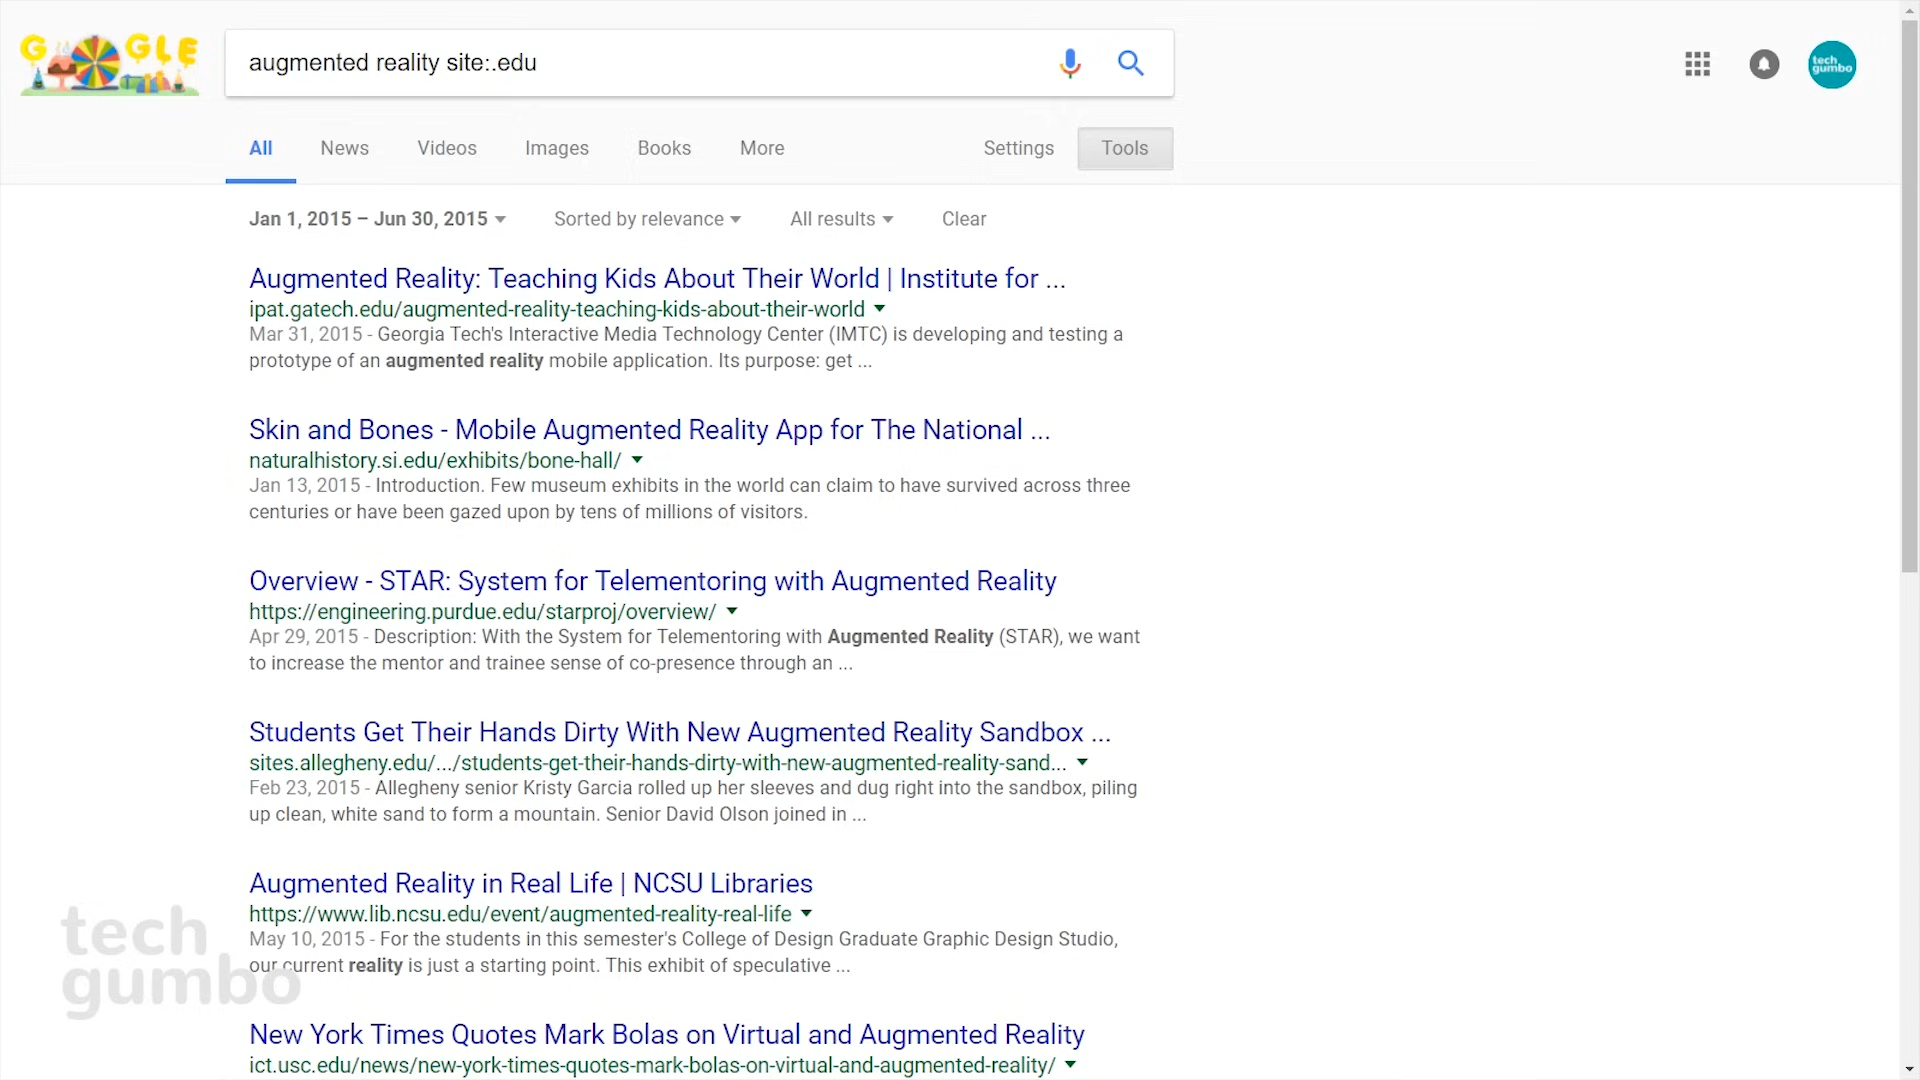 GOOGLE
augmented reality site:.edu
tech
gumbo
All News Videos Images Books More Settings Tools
Jan 1, 2015 – Jun 30, 2015 Sorted by relevance All results Clear
Augmented Reality: Teaching Kids About Their World | Institute for ...
ipat.gatech.edu/augmented-reality-teaching-kids-about-their-world
Mar 31, 2015 - Georgia Tech's Interactive Media Technology Center (IMTC) is developing and testing a
prototype of an augmented reality mobile application. Its purpose: get ...
Skin and Bones - Mobile Augmented Reality App for The National ...
naturalhistory.si.edu/exhibits/bone-hall/
Jan 13, 2015 - Introduction. Few museum exhibits in the world can claim to have survived across three
centuries or have been gazed upon by tens of millions of visitors.
Overview - STAR: System for Telementoring with Augmented Reality
https://engineering.purdue.edu/starproj/overview/
Apr 29, 2015 - Description: With the System for Telementoring with Augmented Reality (STAR), we want
to increase the mentor and trainee sense of co-presence through an ...
Students Get Their Hands Dirty With New Augmented Reality Sandbox ...
sites.allegheny.edu/.../students-get-their-hands-dirty-with-new-augmented-reality-sand...
Feb 23, 2015 - Allegheny senior Kristy Garcia rolled up her sleeves and dug right into the sandbox, piling
up clean, white sand to form a mountain. Senior David Olson joined in ...
Augmented Reality in Real Life | NCSU Libraries
https://www.lib.ncsu.edu/event/augmented-reality-real-life
May 10, 2015 - For the students in this semester's College of Design Graduate Graphic Design Studio,
our current reality is just a starting point. This exhibit of speculative ...
tech
gumbo
New York Times Quotes Mark Bolas on Virtual and Augmented Reality
ict.usc.edu/news/new-york-times-quotes-mark-bolas-on-virtual-and-augmented-reality/